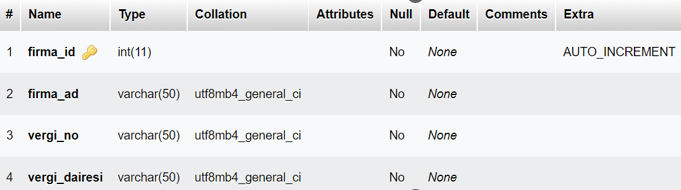 # Name Type Collation Attributes Null Default Comments Extra
1 firma_id int(11) No None AUTO_INCREMENT
2 firma_ad varchar(50) utf8mb4_general_ci No None
3 vergi_no varchar(50) utf8mb4_general_ci No None
4 vergi_dairesi varchar(50) utf8mb4_general_ci No None